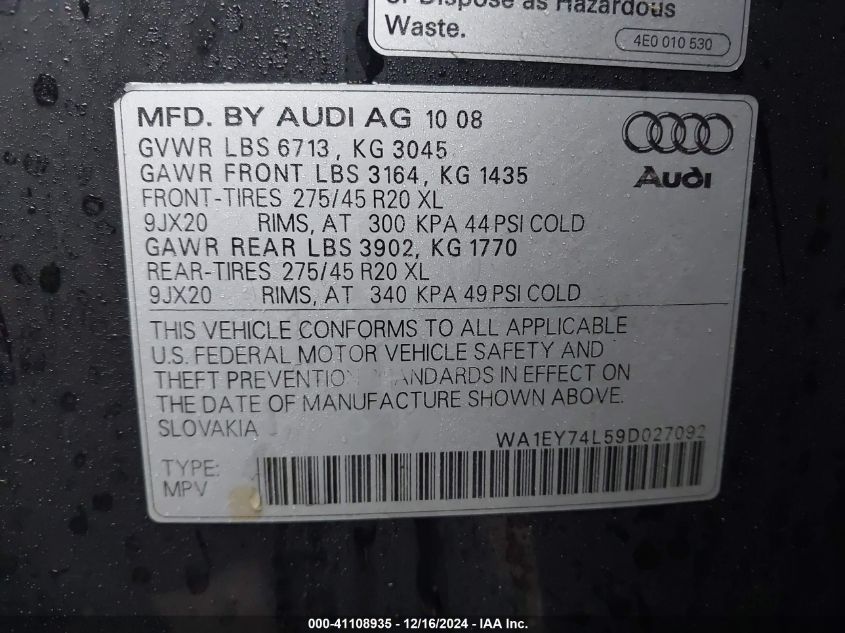 or Dispose as Hazardous
Waste.
4E0 010 530
MFD. BY AUDI AG 10 08
GVWR LBS 6713, KG 3045
GAWR FRONT LBS 3164, KG 1435
FRONT-TIRES 275/45 R20 XL
9JX20 RIMS, AT 300 KPA 44 PSI COLD
GAWR REAR LBS 3902, KG 1770
REAR-TIRES 275/45 R20 XL
9JX20 RIMS, AT 340 KPA 49 PSI COLD
Audi
THIS VEHICLE CONFORMS TO ALL APPLICABLE
U.S. FEDERAL MOTOR VEHICLE SAFETY AND
THEFT PREVENTION STANDARDS IN EFFECT ON
THE DATE OF MANUFACTURE SHOWN ABOVE.
SLOVAKIA
WA1EY74L59D027092
TYPE:
MPV
000-41108935 - 12/16/2024 - IAA Inc.